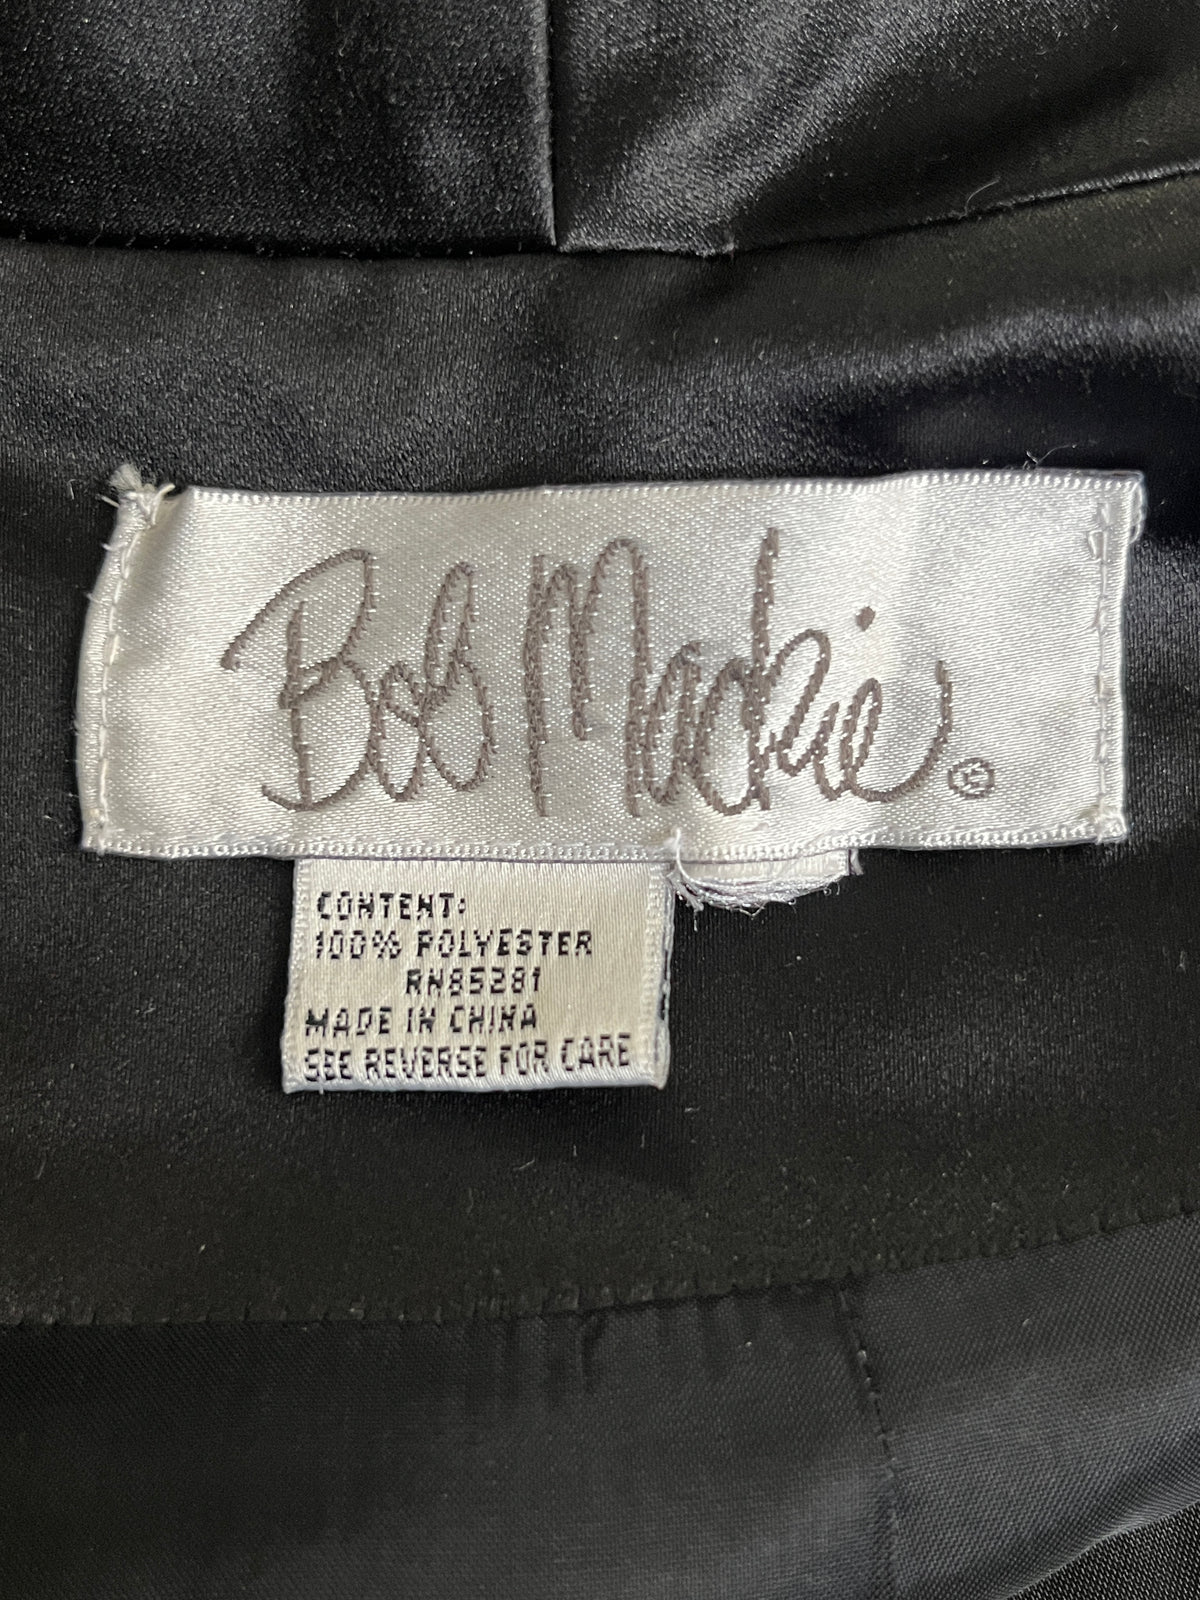 Bob Mackie ®
CONTENT:
100% POLYESTER
RN85281
MADE IN CHINA
SEE REVERSE FOR CARE